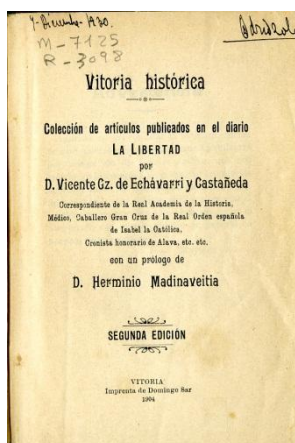 M-7125
R-3098
Vitoria histórica
Colección de artículos publicados en el diario
LA LIBERTAD
por
D. Vicente Gz. de Echávarri y Castañeda
Correspondiente de la Real Academia de la Historia,
Médico, Caballero Gran Cruz de la Real Orden española
de Isabel la Católica,
Cronista honorario de Alava, etc. etc.
con un prólogo de
D. Herminio Madinaveitia
SEGUNDA EDICIÓN
VITORIA
Imprenta de Domingo Sar
1904